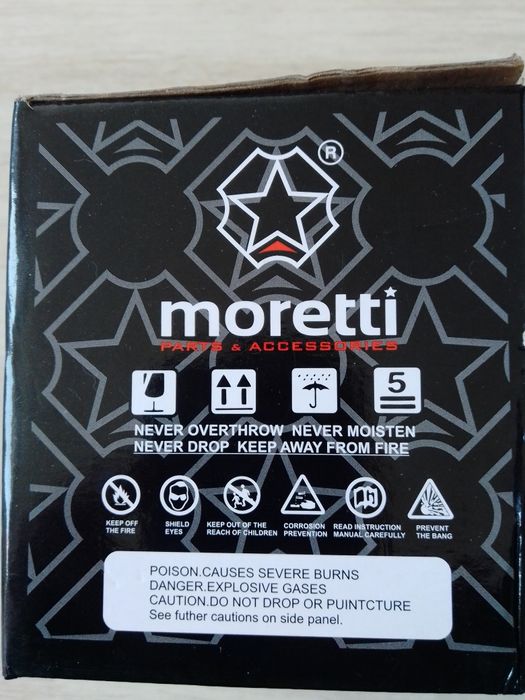 ®
moretti
PARTS & ACCESSORIES
5
NEVER OVERTHROW NEVER MOISTEN
NEVER DROP KEEP AWAY FROM FIRE
KEEP OFF
THE FIRE
SHIELD
EYES
KEEP OUT OF THE
REACH OF CHILDREN
CORROSION
PREVENTION
READ INSTRUCTION
MANUAL CAREFULLY
PREVENT
THE BANG
POISON.CAUSES SEVERE BURNS
DANGER.EXPLOSIVE GASES
CAUTION.DO NOT DROP OR PUINTCTURE
See futher cautions on side panel.